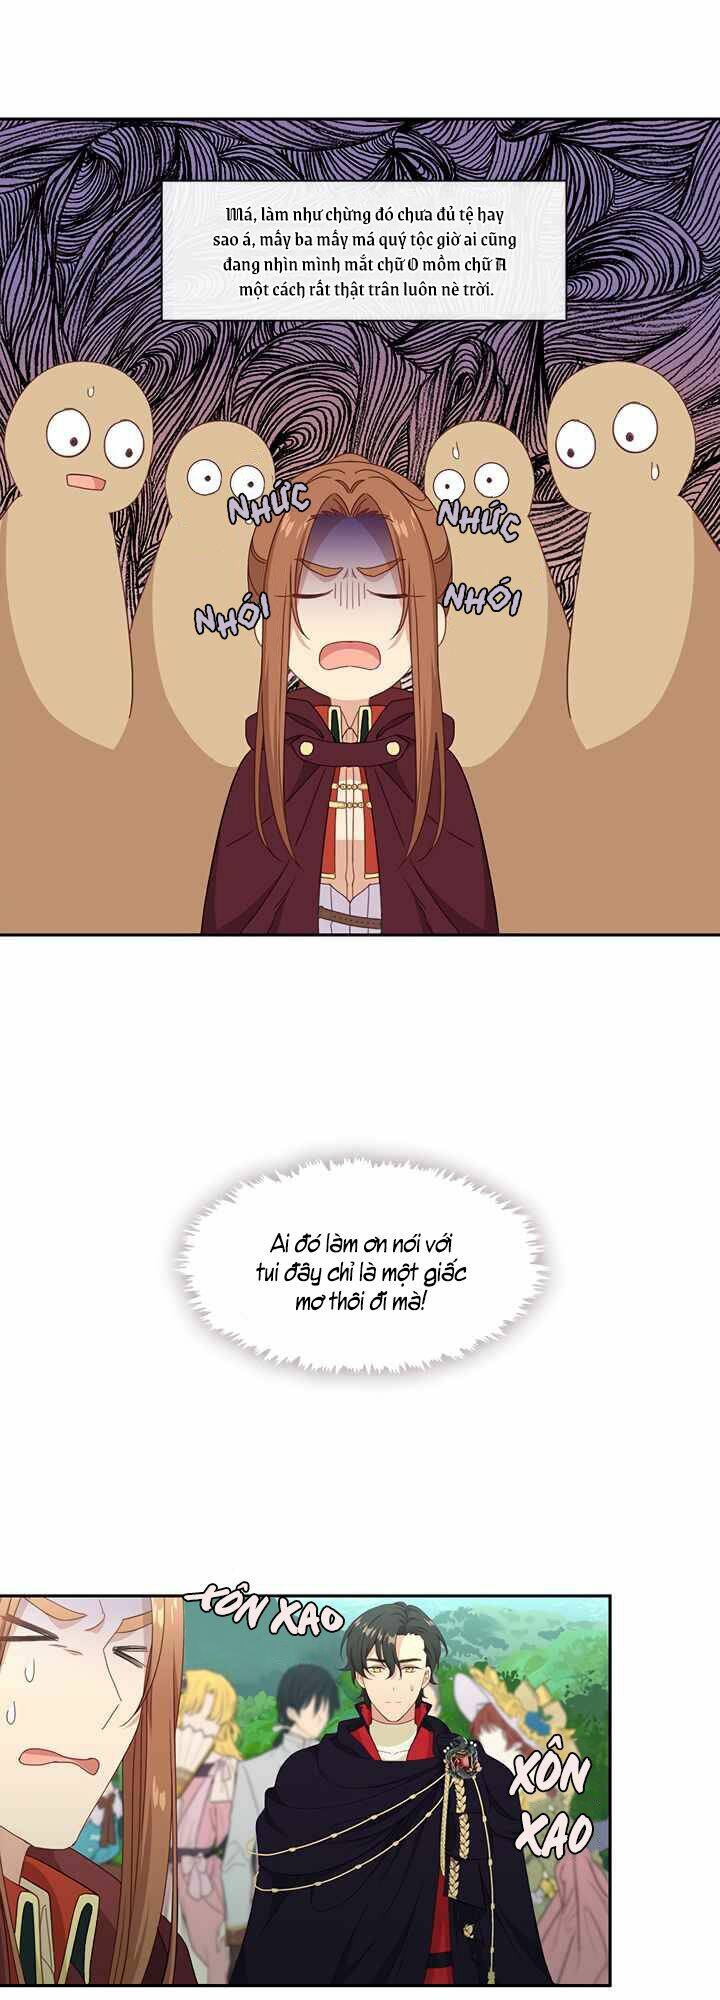 Má, làm như chừng đó chưa đủ tệ hay
sao á, mấy ba mấy má quý tộc giờ ai cũng
đang nhìn mình mắt chữ O mồm chữ A
một cách rất thật trân luôn nè trời.
NHỨC
NHÓI
NHỨC
NHÓI
Ai đó làm ơn nói với
tui đây chỉ là một giấc
mơ thôi đi mà!
XÔN XAO
XÔN
XAO